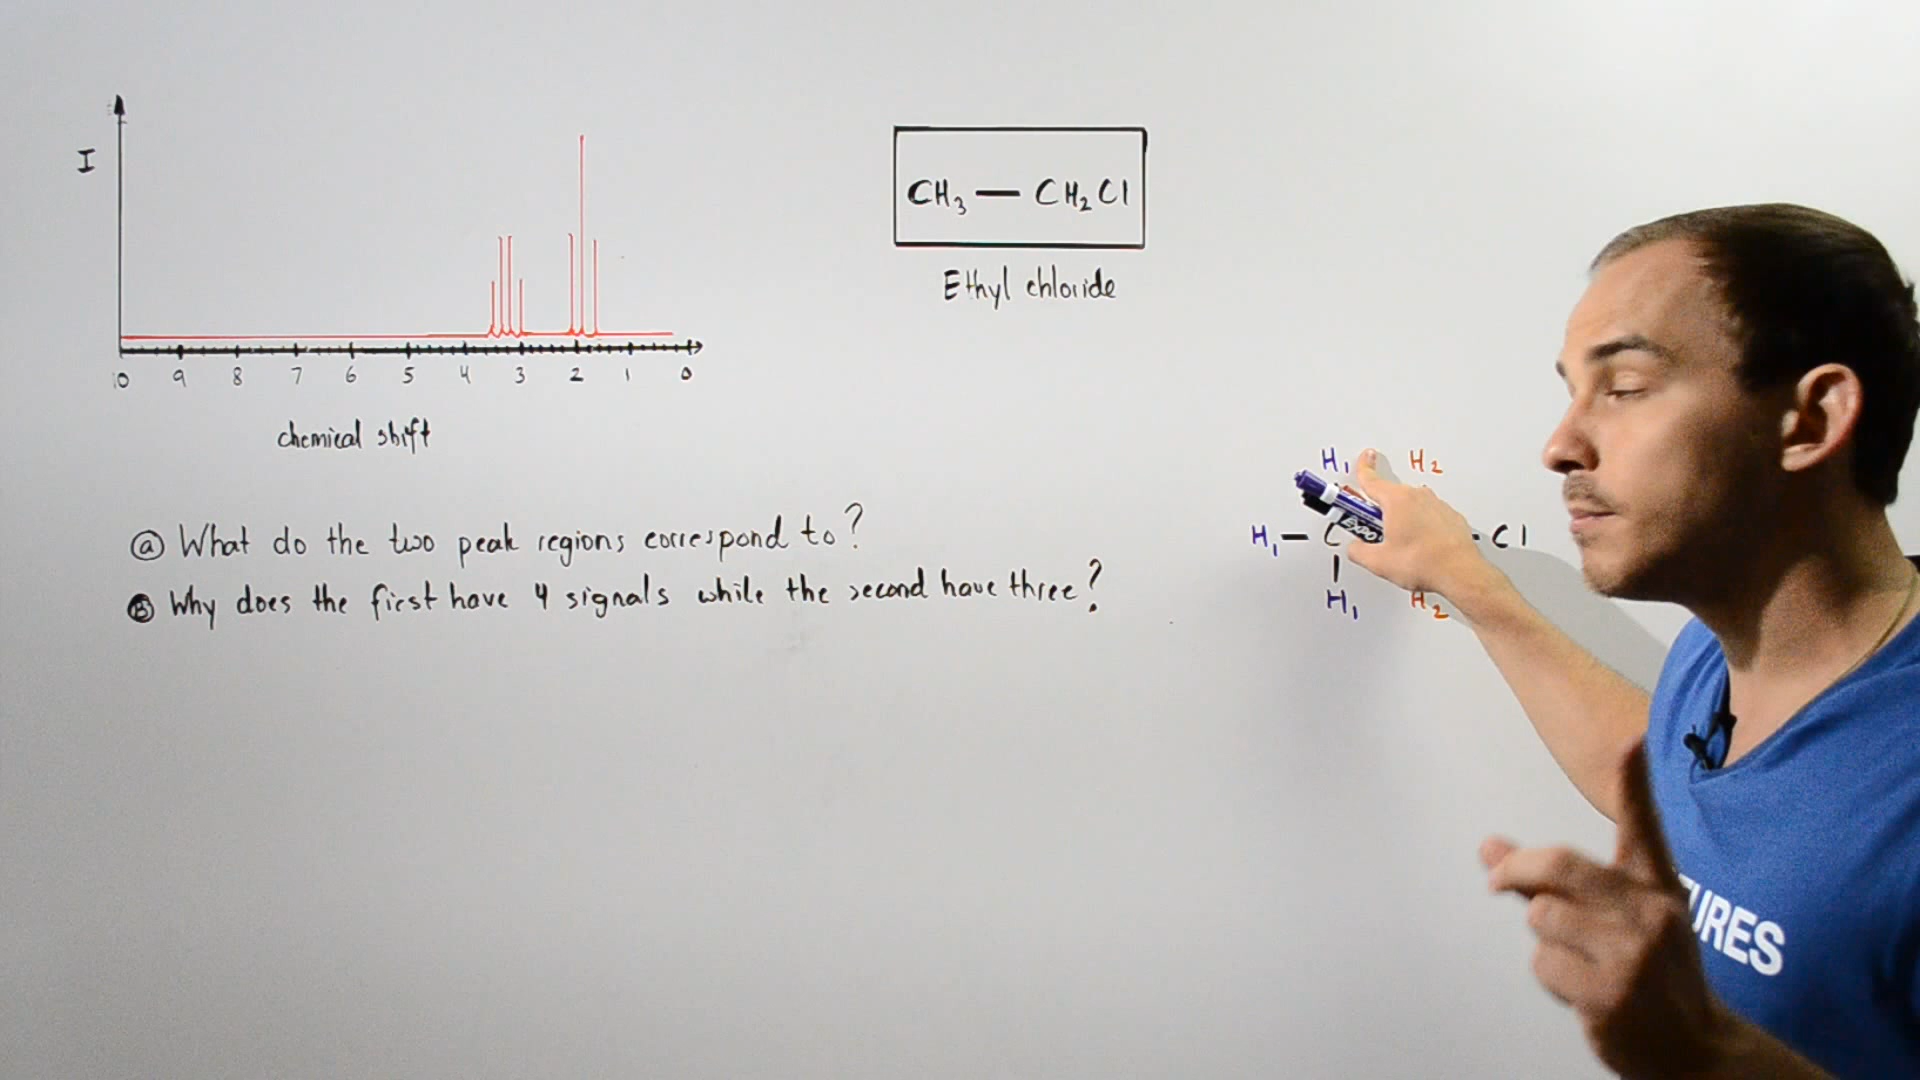 I
CH₃ — CH₂Cl
Ethyl chloride
10 9 8 7 6 5 4 3 2 1 0
chemical shift
ⓐ What do the two peak regions correspond to?
Ⓑ Why does the first have 4 signals while the second have three?
H₁ H₂
H₁ — C - Cl
H₁ H₂
EXPO
URES